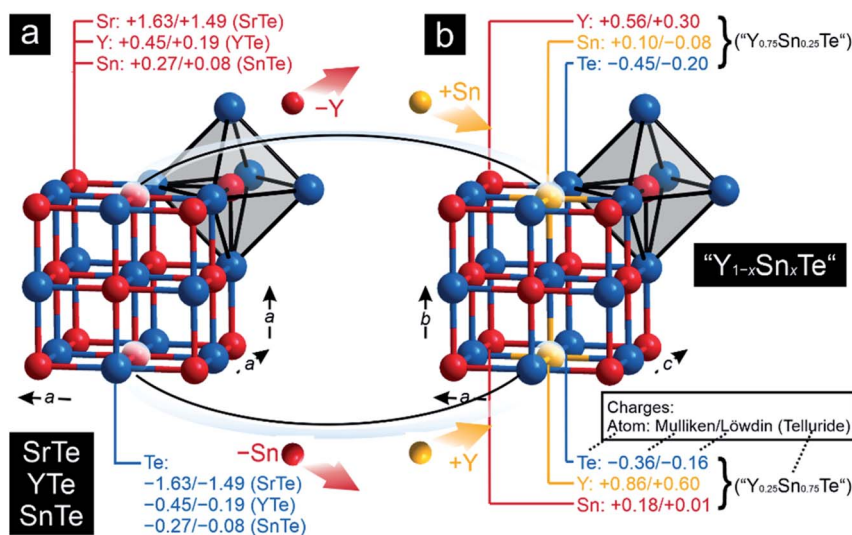 a
Sr: +1.63/+1.49 (SrTe)
Y: +0.45/+0.19 (YTe)
Sn: +0.27/+0.08 (SnTe)
−Y
+Sn
b
Y: +0.56/+0.30
Sn: +0.10/−0.08
Te: −0.45/−0.20
(“Y0.75Sn0.25Te“)
“Y1−xSnxTe“
a
a
a
b
a
c
SrTe
YTe
SnTe
Te:
−1.63/−1.49 (SrTe)
−0.45/−0.19 (YTe)
−0.27/−0.08 (SnTe)
−Sn
+Y
Charges:
Atom: Mulliken/Löwdin (Telluride)
Te: −0.36/−0.16
Y: +0.86/+0.60
Sn: +0.18/+0.01
(“Y0.25Sn0.75Te“)